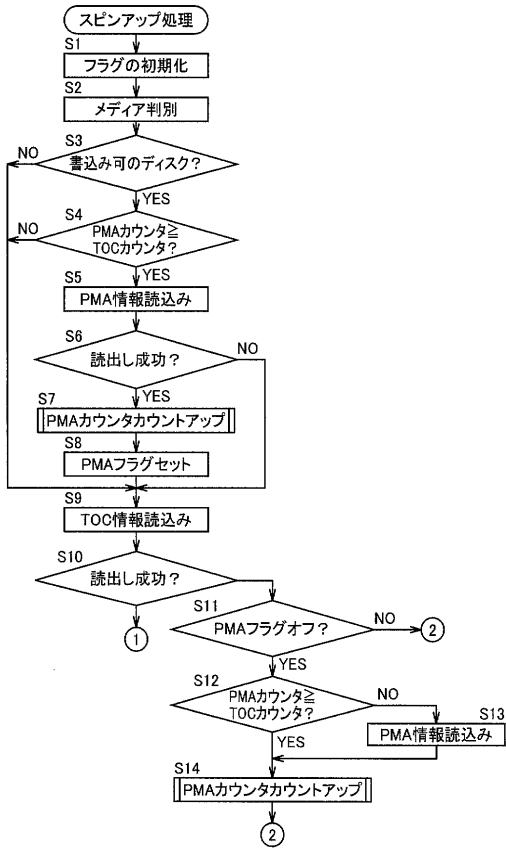 スピンアップ処理
S1
フラグの初期化
S2
メディア判別
S3
書込み可のディスク？
NO
YES
S4
PMAカウンタ≧
TOCカウンタ？
NO
YES
S5
PMA情報読込み
S6
読出し成功？
NO
YES
S7
PMAカウンタカウントアップ
S8
PMAフラグセット
S9
TOC情報読込み
S10
読出し成功？
1
S11
PMAフラグオフ？
NO
2
YES
S12
PMAカウンタ≧
TOCカウンタ？
NO
YES
S13
PMA情報読込み
S14
PMAカウンタカウントアップ
2